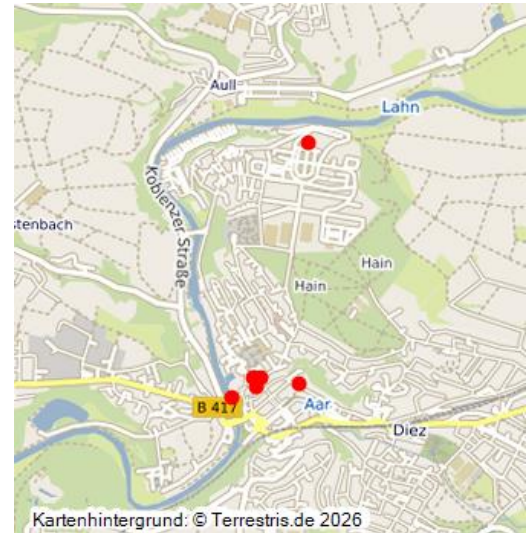 Aull
Lahn
Koblenzer Straße
stenbach
Hain
Hain
B 417
Aar
Diez
Kartenhintergrund: © Terrestris.de 2026